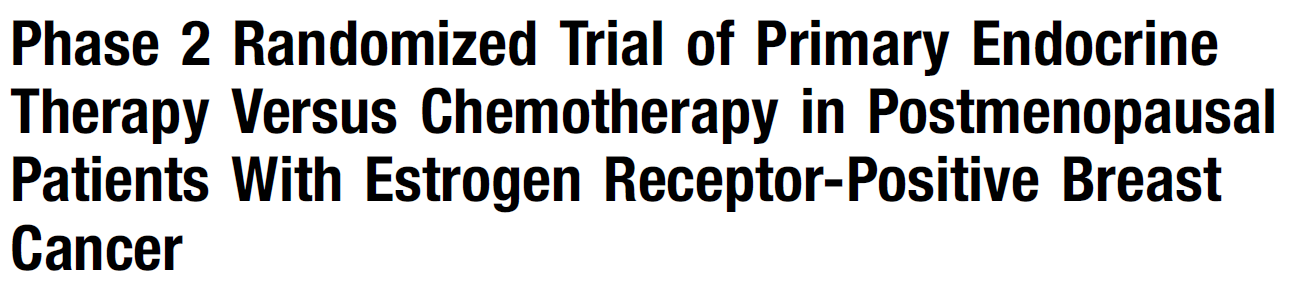 Phase 2 Randomized Trial of Primary Endocrine
Therapy Versus Chemotherapy in Postmenopausal
Patients With Estrogen Receptor-Positive Breast
Cancer